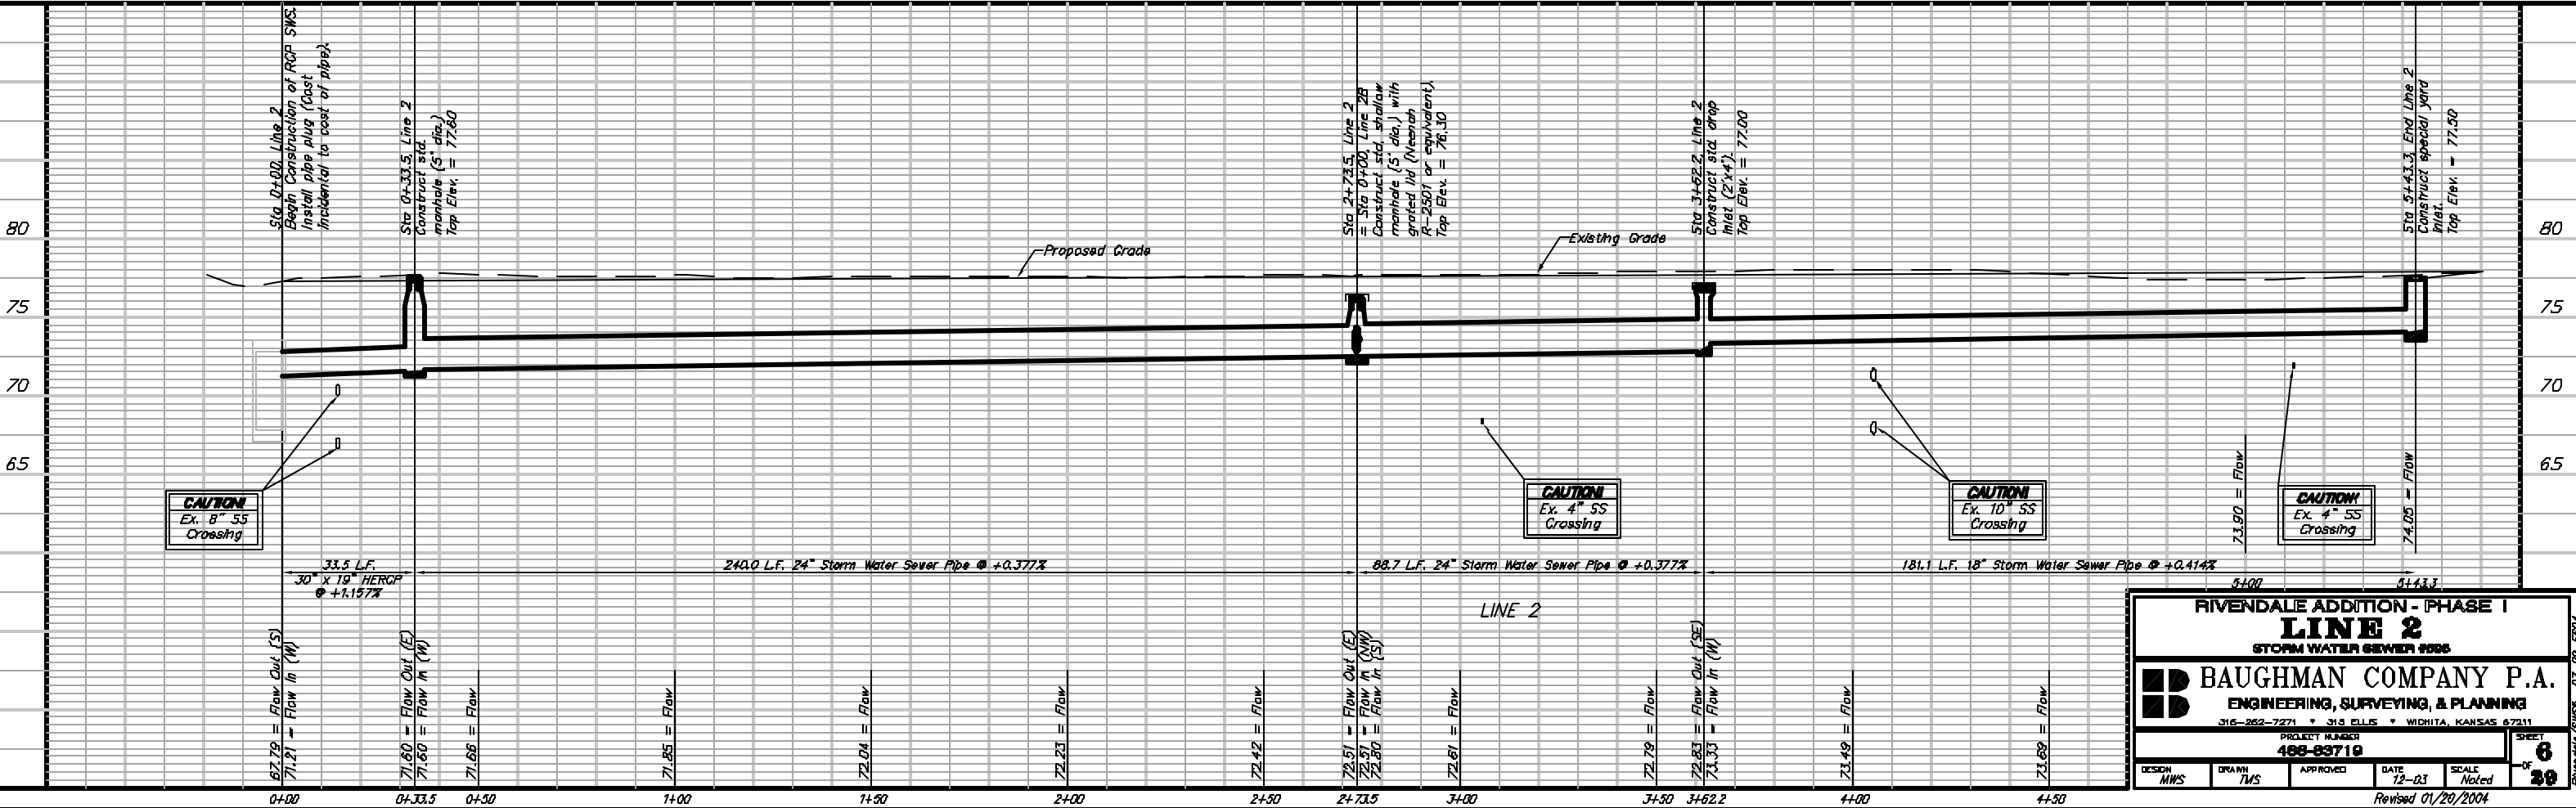 Sta 0+00, Line 2
Begin Construction of RCP SWS.
Install pipe plug (Cost
incidental to cost of pipe).
Sta 0+33.5, Line 2
Construct std.
manhole (5' dia.)
Top Elev. = 77.60
Sta 2+73.5, Line 2
= Sta 0+00, Line 2B
Construct std. shallow
manhole (5' dia.) with
grated lid (Neenah
R-2501 or equivalent).
Top Elev. = 76.30
Sta 3+62.2, Line 2
Construct std. drop
inlet (2'x4').
Top Elev. = 77.00
Sta 5+43.3, End Line 2
Construct special yard
inlet.
Top Elev. = 77.50
80
75
70
65
80
75
70
65
Proposed Grade
Existing Grade
CAUTION!
Ex. 8" SS
Crossing
CAUTION!
Ex. 4" SS
Crossing
CAUTION!
Ex. 10" SS
Crossing
CAUTION!
Ex. 4" SS
Crossing
73.90 = Flow
74.05 = Flow
33.5 L.F.
30" x 19" HERCP
@ +1.157%
240.0 L.F. 24" Storm Water Sewer Pipe @ +0.377%
88.7 L.F. 24" Storm Water Sewer Pipe @ +0.377%
181.1 L.F. 18" Storm Water Sewer Pipe @ +0.414%
5+00
5+43.3
LINE 2
67.79 = Flow Out (S)
71.21 = Flow In (W)
71.60 = Flow Out (E)
71.60 = Flow In (W)
71.66 = Flow
71.85 = Flow
72.04 = Flow
72.23 = Flow
72.42 = Flow
72.51 = Flow Out (E)
72.51 = Flow In (NW)
72.80 = Flow In (S)
72.61 = Flow
72.79 = Flow
72.83 = Flow Out (SE)
73.33 = Flow In (W)
73.49 = Flow
73.69 = Flow
0+00
0+33.5
0+50
1+00
1+50
2+00
2+50
2+73.5
3+00
3+50
3+62.2
4+00
4+50
RIVENDALE ADDITION - PHASE I
LINE 2
STORM WATER SEWER
BAUGHMAN COMPANY P.A.
ENGINEERING, SURVEYING, & PLANNING
316-262-7271 * 315 ELLIS * WICHITA, KANSAS 67211
PROJECT NUMBER
468-83719
SHEET
6
OF
DESIGN
MWS
DRAWN
TMS
APPROVED
DATE
12-03
SCALE
Noted
Revised 01/20/2004